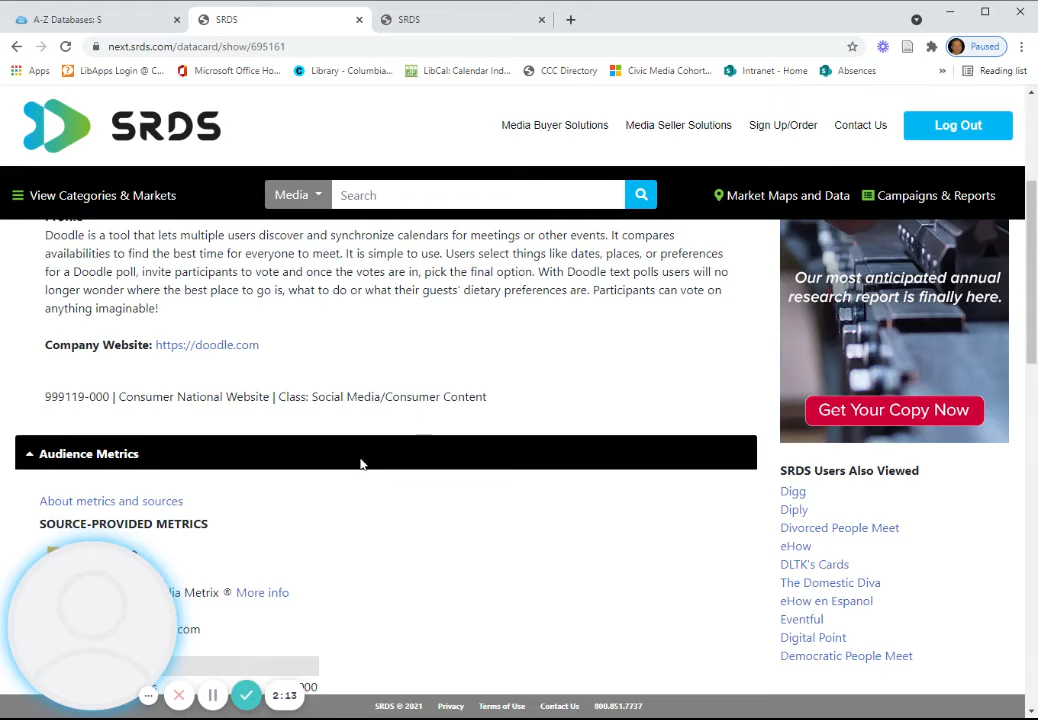 A-Z Databases: S
SRDS
SRDS
next.srds.com/datacard/show/695161
Paused
Apps
LibApps Login @ C...
Microsoft Office Ho...
Library - Columbia...
LibCal: Calendar Ind...
CCC Directory
Civic Media Cohort...
Intranet - Home
Absences
Reading list
SRDS
Media Buyer Solutions
Media Seller Solutions
Sign Up/Order
Contact Us
Log Out
View Categories & Markets
Media
Search
Market Maps and Data
Campaigns & Reports
Doodle is a tool that lets multiple users discover and synchronize calendars for meetings or other events. It compares
availabilities to find the best time for everyone to meet. It is simple to use. Users select things like dates, places, or preferences
for a Doodle poll, invite participants to vote and once the votes are in, pick the final option. With Doodle text polls users will no
longer wonder where the best place to go is, what to do or what their guests' dietary preferences are. Participants can vote on
anything imaginable!
Company Website: https://doodle.com
999119-000 | Consumer National Website | Class: Social Media/Consumer Content
Audience Metrics
About metrics and sources
SOURCE-PROVIDED METRICS
Metrix ® More info
com
000
2:13
Our most anticipated annual
research report is finally here.
Get Your Copy Now
SRDS Users Also Viewed
Digg
Diply
Divorced People Meet
eHow
DLTK's Cards
The Domestic Diva
eHow en Espanol
Eventful
Digital Point
Democratic People Meet
SRDS © 2021
Privacy
Terms of Use
Contact Us
800.851.7737